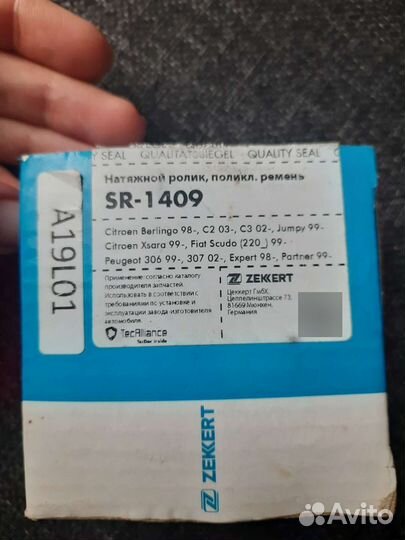 Y SEAL · QUALITÄTSSIEGEL · QUALITY SEAL
Натяжной ролик, поликл. ремень
SR-1409
Citroen Berlingo 98-, C2 03-, C3 02-, Jumpy 99-
Citroen Xsara 99-, Fiat Scudo (220_) 99-
Peugeot 306 99-, 307 02-, Expert 98-, Partner 99-
Применение согласно каталогу
производителя запчастей.
Использовать в соответствии с
требованиями по установке и
эксплуатации завода-изготовителя
автомобиля.
TecAlliance
TecDoc Inside
ZEKKERT
Цеккерт ГмбХ,
Цеппелинштрассе 73,
81669 Мюнхен,
Германия
A19L01
ZEKKERT
Avito